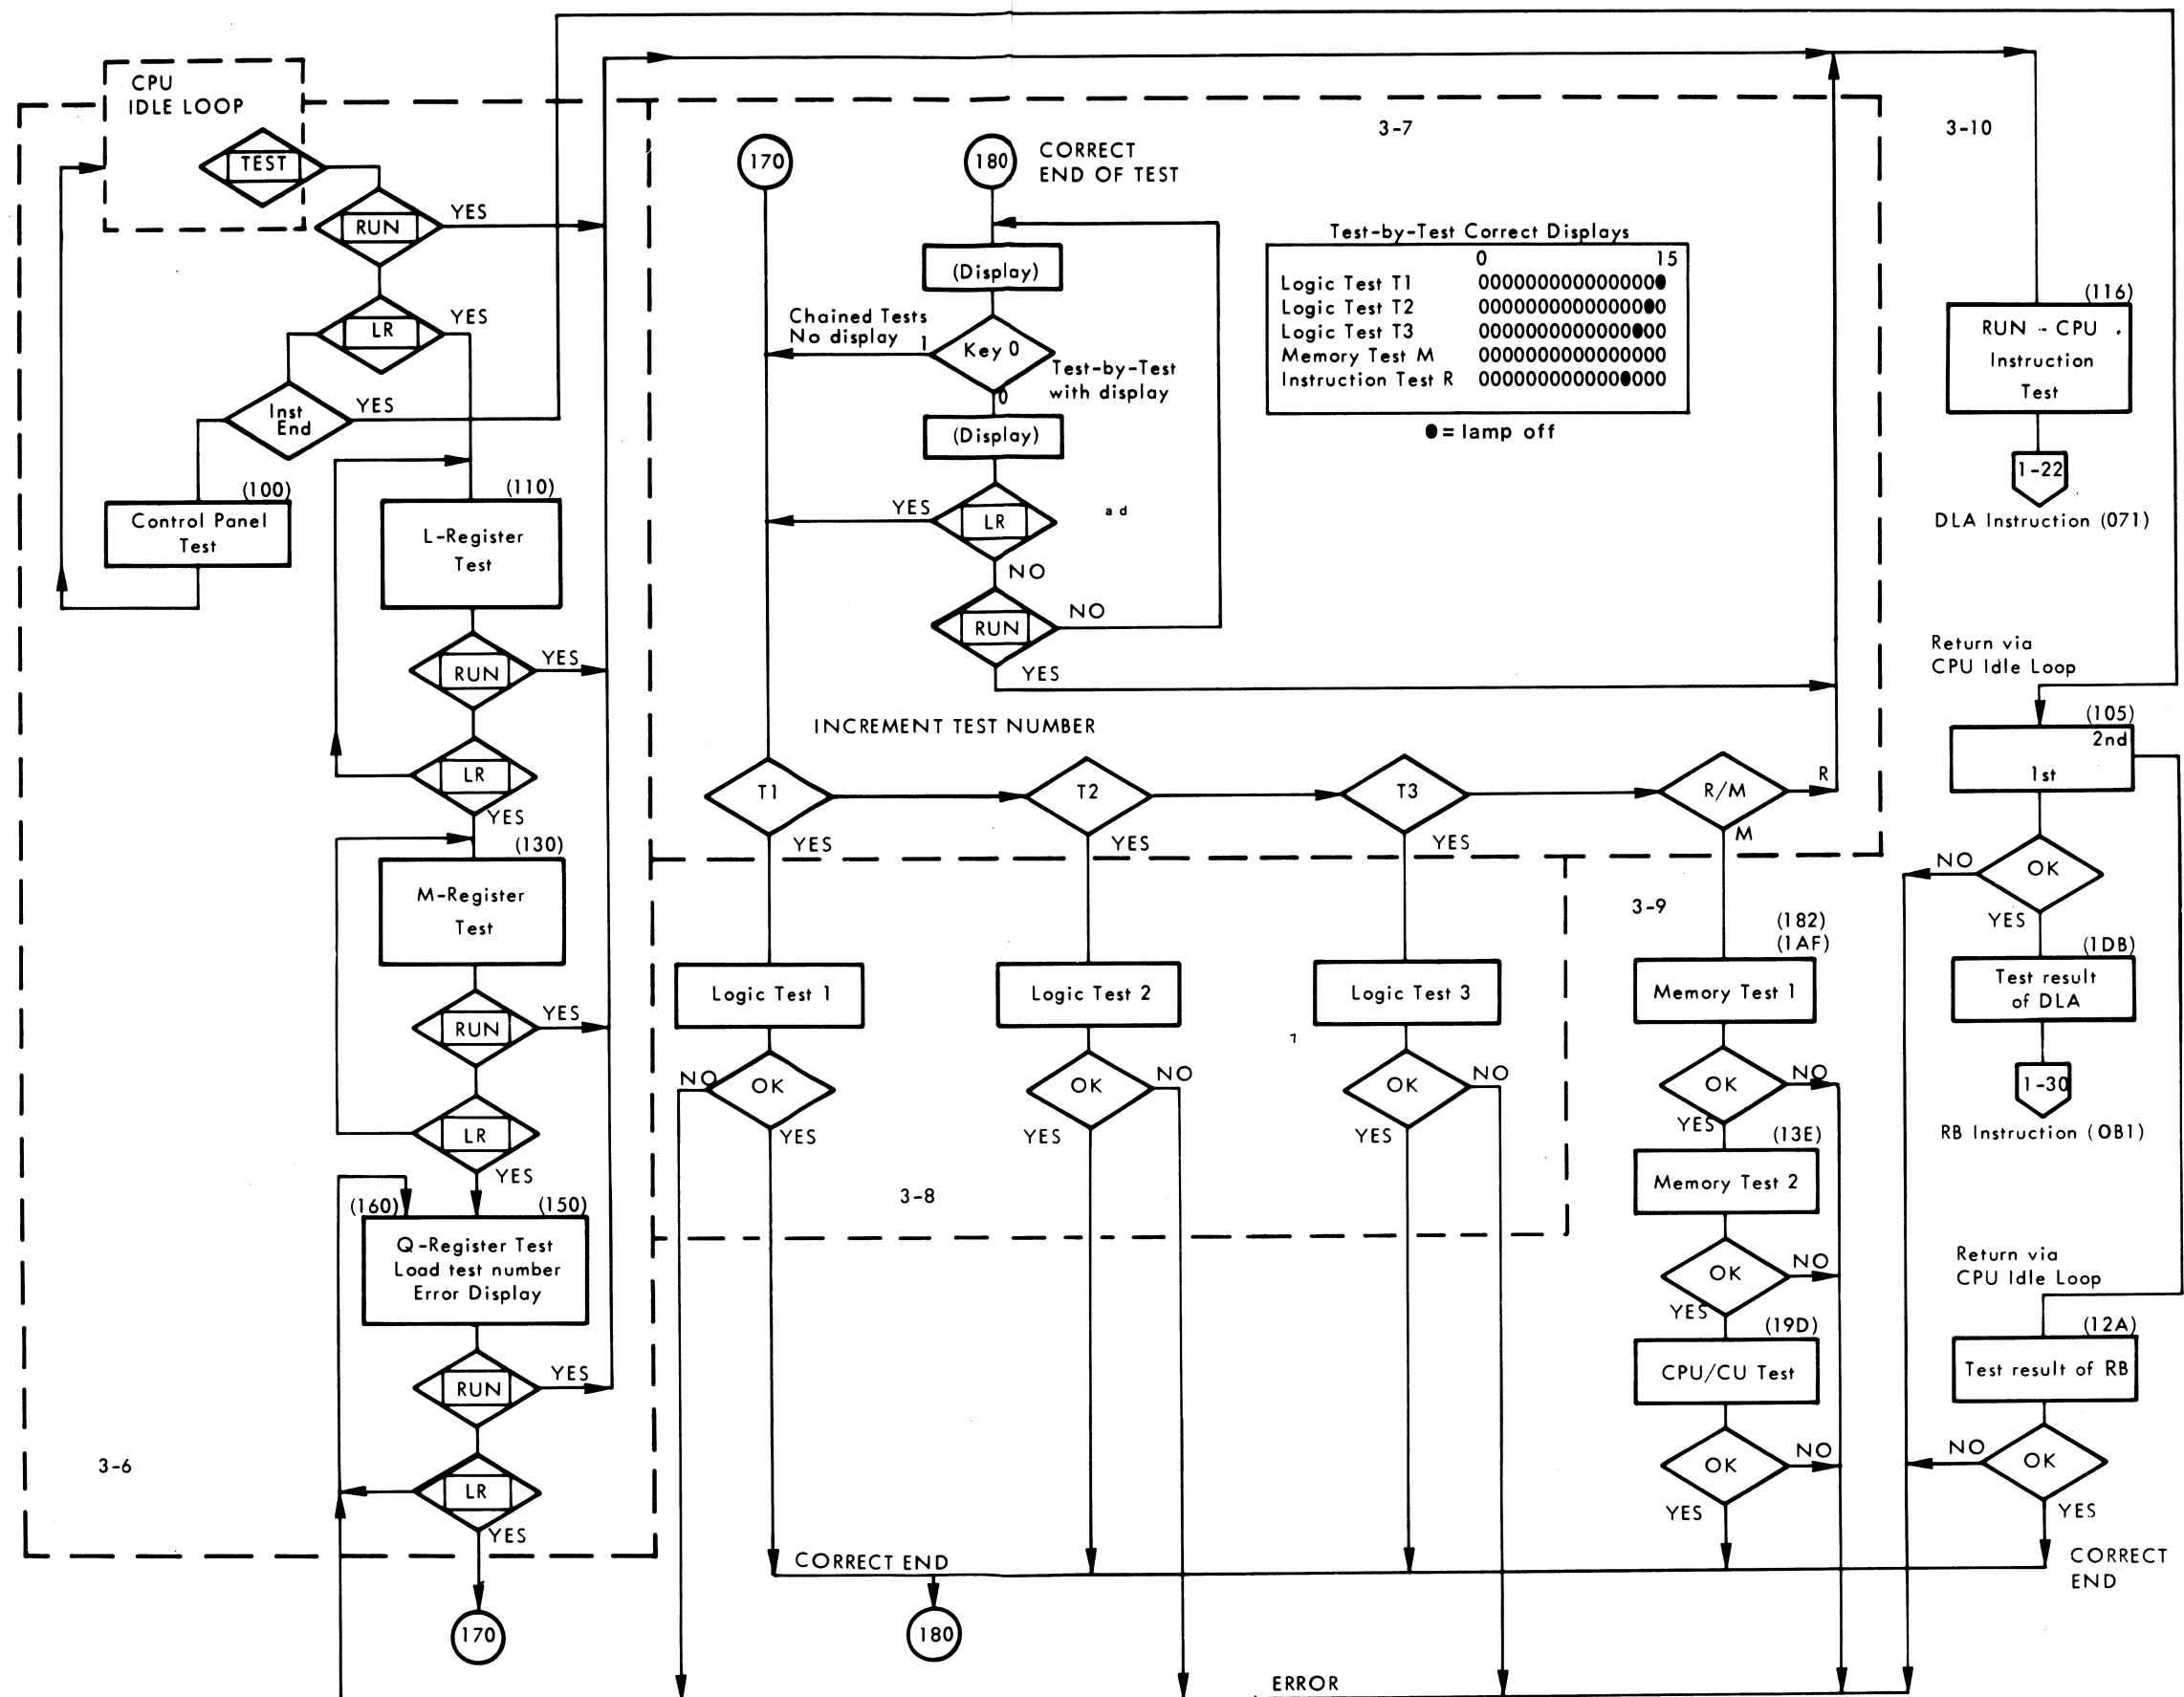 CPU
IDLE LOOP
TEST
RUN
YES
LR
YES
Inst
End
YES
(100)
Control Panel
Test
(110)
L-Register
Test
RUN
YES
LR
YES
(130)
M-Register
Test
RUN
YES
LR
YES
(160)
(150)
Q-Register Test
Load test number
Error Display
RUN
YES
LR
YES
3-6
170
3-7
170
180
CORRECT
END OF TEST
(Display)
Chained Tests
No display
1
Key 0
0
Test-by-Test
with display
(Display)
YES
LR
a d
NO
RUN
NO
YES
Test-by-Test Correct Displays
0 15
Logic Test T1 000000000000000●
Logic Test T2 00000000000000●0
Logic Test T3 0000000000000●00
Memory Test M 0000000000000000
Instruction Test R 000000000000●000
● = lamp off
INCREMENT TEST NUMBER
T1
YES
T2
YES
T3
YES
R/M
R
M
Logic Test 1
NO
OK
YES
Logic Test 2
OK
NO
YES
Logic Test 3
OK
NO
YES
3-8
3-9
(182)
(1AF)
Memory Test 1
OK
NO
YES
(13E)
Memory Test 2
OK
NO
YES
(19D)
CPU/CU Test
OK
NO
YES
CORRECT END
180
ERROR
3-10
(116)
RUN - CPU
Instruction
Test
1-22
DLA Instruction (071)
Return via
CPU Idle Loop
(105)
2nd
1st
NO
OK
YES
(1DB)
Test result
of DLA
1-30
RB Instruction (0B1)
Return via
CPU Idle Loop
(12A)
Test result of RB
NO
OK
YES
CORRECT
END